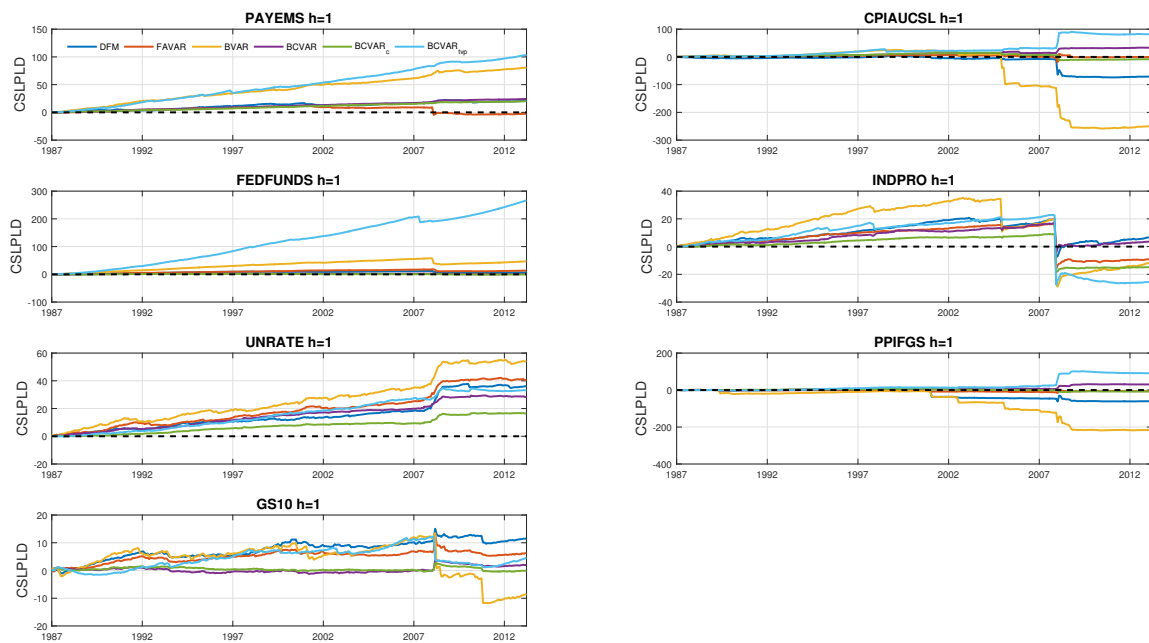 PAYEMS h=1
CSLPLD
100
50
0
-50
DFM FAVAR BVAR BCVAR BCVARc BCVARtvp
1987 1992 1997 2002 2007 2012
CPIAUCSL h=1
CSLPLD
100
0
-100
-200
-300
1987 1992 1997 2002 2007 2012
FEDFUNDS h=1
CSLPLD
300
200
100
0
-100
1987 1992 1997 2002 2007 2012
INDPRO h=1
CSLPLD
40
20
0
-20
-40
1987 1992 1997 2002 2007 2012
UNRATE h=1
CSLPLD
60
40
20
0
-20
1987 1992 1997 2002 2007 2012
PPIFGS h=1
CSLPLD
200
0
-200
-400
1987 1992 1997 2002 2007 2012
GS10 h=1
CSLPLD
20
10
0
-10
-20
1987 1992 1997 2002 2007 2012